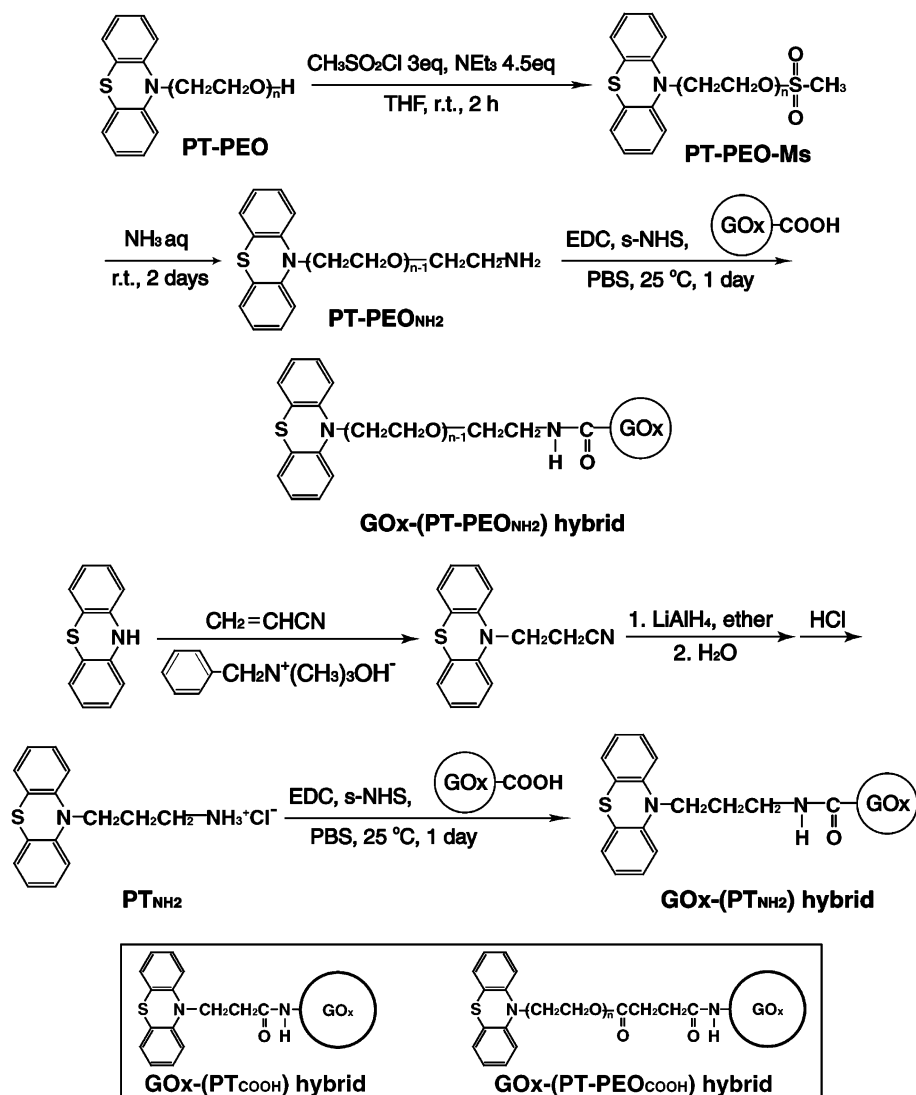 CH₃SO₂Cl 3eq, NEt₃ 4.5eq
S N-(CH₂CH₂O)ₙ-H
THF, r.t., 2 h
S N-(CH₂CH₂O)ₙ-S-CH₃
O
O
PT-PEO
PT-PEO-Ms
NH₃ aq
r.t., 2 days
S N-(CH₂CH₂O)ₙ₋₁-CH₂CH₂-NH₂
EDC, s-NHS,
GOx-COOH
PBS, 25 °C, 1 day
PT-PEONH2
S N-(CH₂CH₂O)ₙ₋₁-CH₂CH₂-N-C-GOx
H O
GOx-(PT-PEONH2) hybrid
S NH
CH₂=CHCN
CH₂N⁺(CH₃)₃OH⁻
S N-CH₂CH₂CN
1. LiAlH₄, ether
2. H₂O
HCl
S N-CH₂CH₂CH₂-NH₃⁺Cl⁻
EDC, s-NHS,
GOx-COOH
PBS, 25 °C, 1 day
S N-CH₂CH₂CH₂-N-C-GOx
H O
PTNH2
GOx-(PTNH2) hybrid
S N-CH₂CH₂C-N-GOx
O H
S N-(CH₂CH₂O)ₙ-CCH₂CH₂C-N-GOx
O O H
GOx-(PTCOOH) hybrid
GOx-(PT-PEOCOOH) hybrid